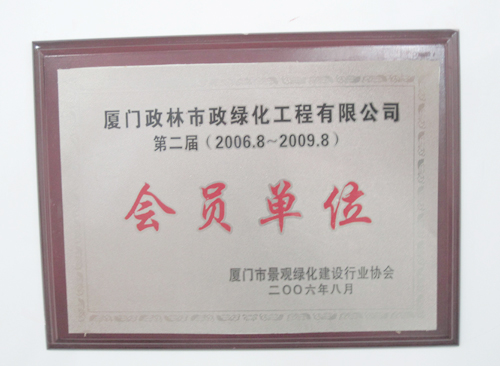 厦门政林市政绿化工程有限公司
第二届(2006.8～2009.8)
会员单位
厦门市景观绿化建设行业协会
二〇〇六年八月